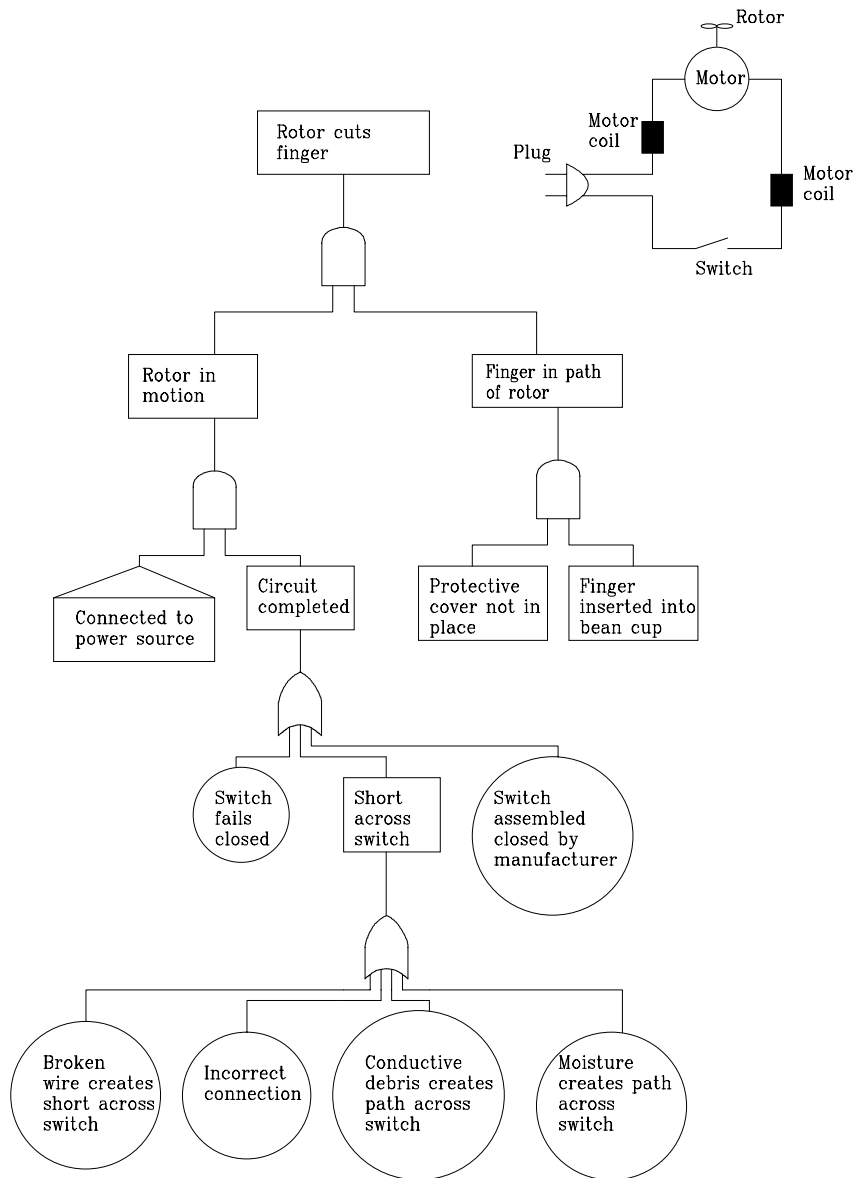 Rotor
Motor
Motor
coil
Plug
Motor
coil
Switch
Rotor cuts
finger
Rotor in
motion
Finger in path
of rotor
Connected to
power source
Circuit
completed
Protective
cover not in
place
Finger
inserted into
bean cup
Switch
fails
closed
Short
across
switch
Switch
assembled
closed by
manufacturer
Broken
wire creates
short across
switch
Incorrect
connection
Conductive
debris creates
path across
switch
Moisture
creates path
across
switch